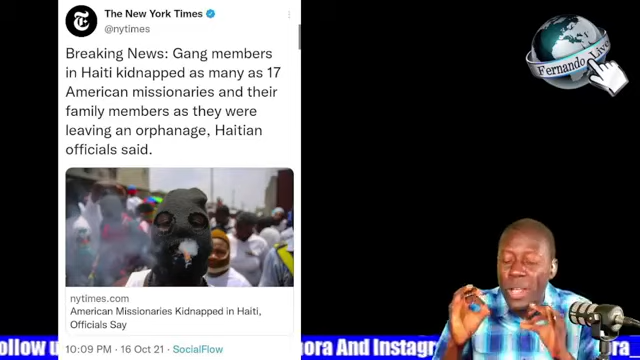 The New York Times
@nytimes
Breaking News: Gang members
in Haiti kidnapped as many as 17
American missionaries and their
family members as they were
leaving an orphanage, Haitian
officials said.
nytimes.com
American Missionaries Kidnapped in Haiti,
Officials Say
10:09 PM · 16 Oct 21 · SocialFlow
Fernando Live
ollow u
ora And Instagr
ora